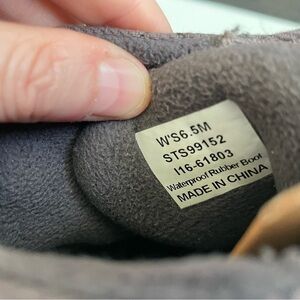 W'S6.5M
STS99152
I16-61803
Waterproof Rubber Boot
MADE IN CHINA